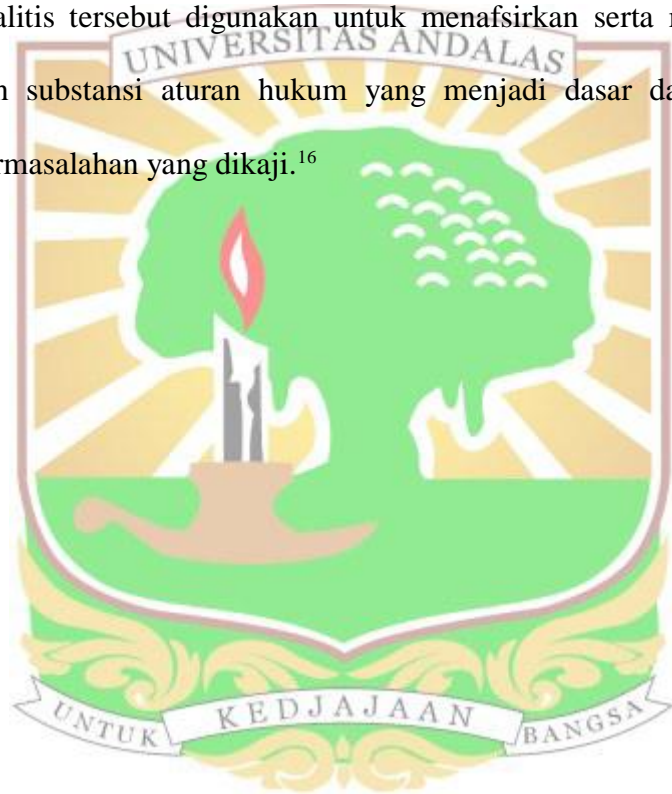 alitis tersebut digunakan untuk menafsirkan serta
UNIVERSITAS ANDALAS
substansi aturan hukum yang menjadi dasar da
rmasalahan yang dikaji.16
UNTUK KEDJAJAAN BANGSA